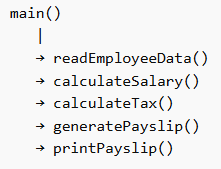 main()
|
→ readEmployeeData()
→ calculateSalary()
→ calculateTax()
→ generatePayslip()
→ printPayslip()